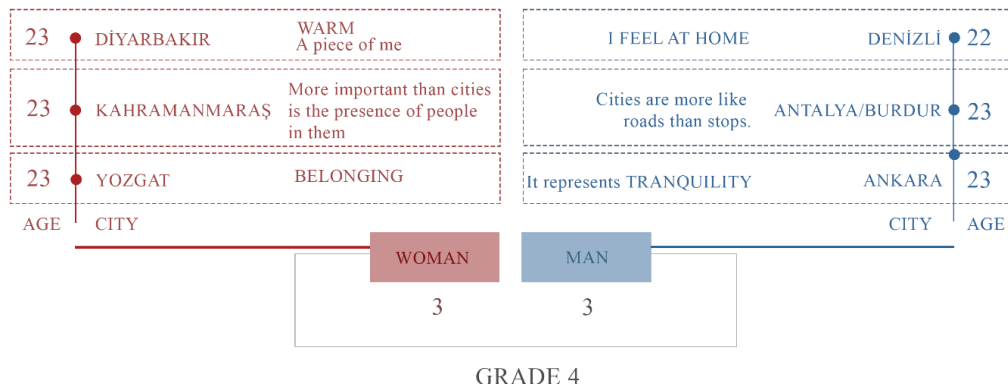 23 DİYARBAKIR WARM
A piece of me
23 KAHRAMANMARAŞ More important than cities
is the presence of people
in them
23 YOZGAT BELONGING
AGE CITY
I FEEL AT HOME DENİZLİ 22
Cities are more like
roads than stops. ANTALYA/BURDUR 23
It represents TRANQUILITY ANKARA 23
CITY AGE
WOMAN MAN
3 3
GRADE 4